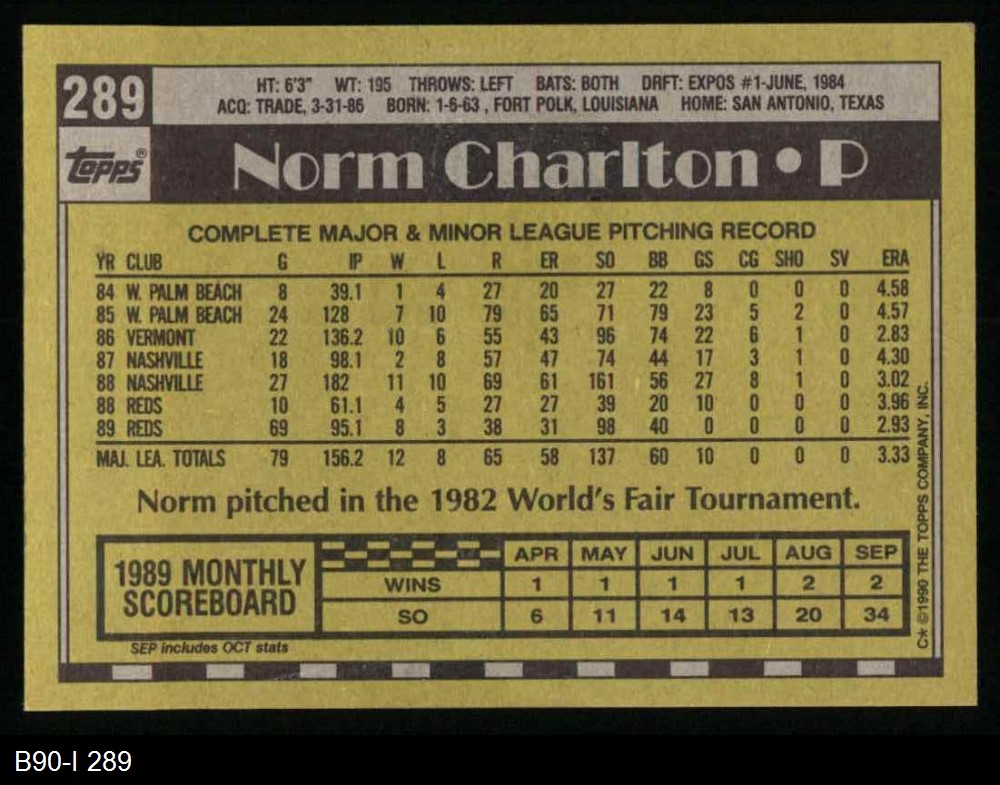 289
HT: 6'3" WT: 195 THROWS: LEFT BATS: BOTH DRFT: EXPOS #1-JUNE, 1984
ACQ: TRADE, 3-31-86 BORN: 1-6-63 , FORT POLK, LOUISIANA HOME: SAN ANTONIO, TEXAS
topps® Norm Charlton • P
COMPLETE MAJOR & MINOR LEAGUE PITCHING RECORD
YR CLUB G IP W L R ER SO BB GS CG SHO SV ERA
84 W. PALM BEACH 8 39.1 1 4 27 20 27 22 8 0 0 0 4.58
85 W. PALM BEACH 24 128 7 10 79 65 71 79 23 5 2 0 4.57
86 VERMONT 22 136.2 10 6 55 43 96 74 22 6 1 0 2.83
87 NASHVILLE 18 98.1 2 8 57 47 74 44 17 3 1 0 4.30
88 NASHVILLE 27 182 11 10 69 61 161 56 27 8 1 0 3.02
88 REDS 10 61.1 4 5 27 27 39 20 10 0 0 0 3.96
89 REDS 69 95.1 8 3 38 31 98 40 0 0 0 0 2.93
MAJ. LEA. TOTALS 79 156.2 12 8 65 58 137 60 10 0 0 0 3.33
Norm pitched in the 1982 World's Fair Tournament.
1989 MONTHLY
SCOREBOARD
APR MAY JUN JUL AUG SEP
WINS 1 1 1 1 2 2
SO 6 11 14 13 20 34
SEP includes OCT stats
C* ©1990 THE TOPPS COMPANY, INC.
B90-I 289